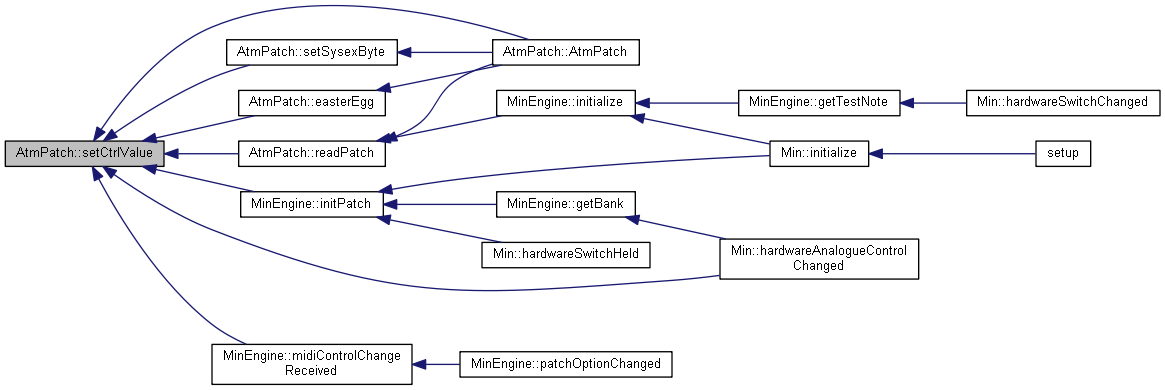 AtmPatch::setSysexByte
AtmPatch::AtmPatch
AtmPatch::easterEgg
MinEngine::initialize
MinEngine::getTestNote
Min::hardwareSwitchChanged
AtmPatch::setCtrlValue
AtmPatch::readPatch
Min::initialize
setup
MinEngine::initPatch
MinEngine::getBank
Min::hardwareSwitchHeld
Min::hardwareAnalogueControl
Changed
MinEngine::midiControlChange
Received
MinEngine::patchOptionChanged